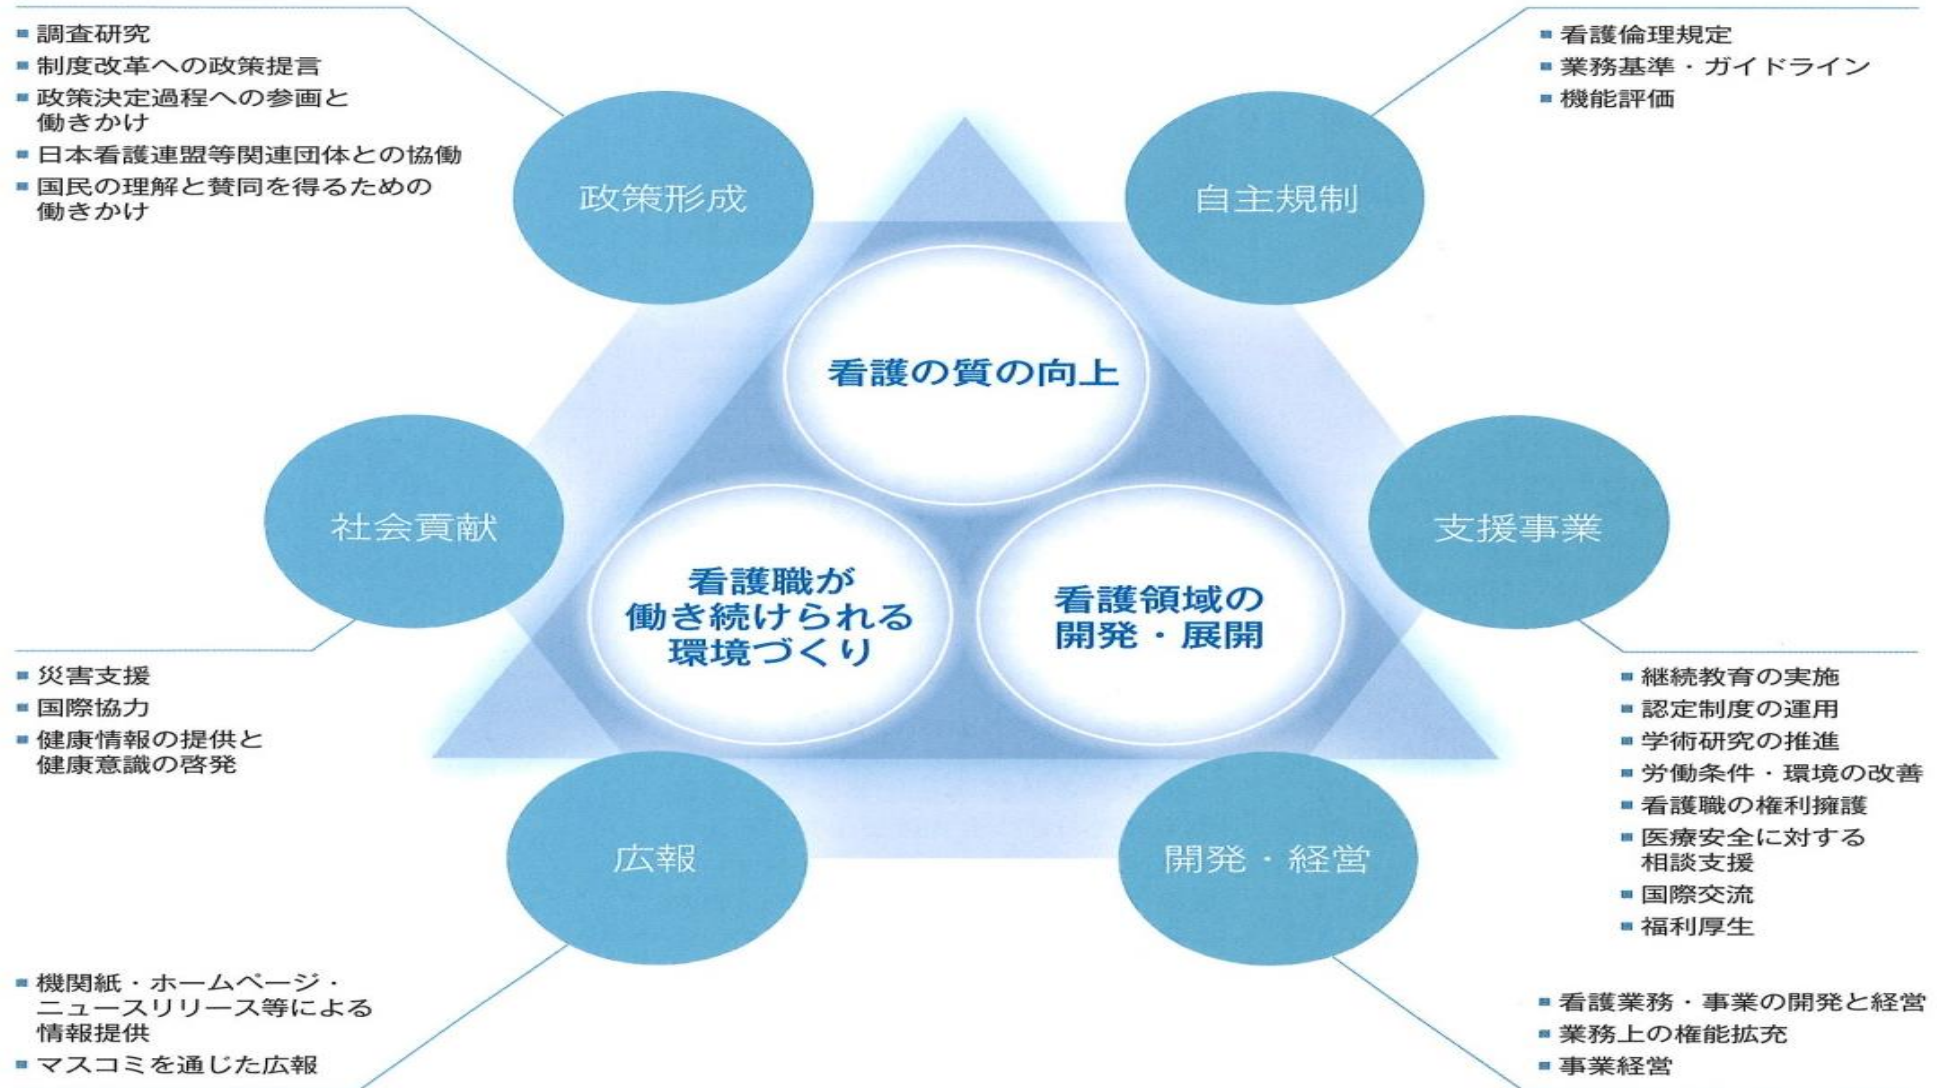 ■ 調査研究
■ 制度改革への政策提言
■ 政策決定過程への参画と
働きかけ
■ 日本看護連盟等関連団体との協働
■ 国民の理解と賛同を得るための
働きかけ
政策形成
■ 看護倫理規定
■ 業務基準・ガイドライン
■ 機能評価
自主規制
看護の質の向上
社会貢献
■ 災害支援
■ 国際協力
■ 健康情報の提供と
健康意識の啓発
看護職が
働き続けられる
環境づくり
看護領域の
開発・展開
支援事業
■ 継続教育の実施
■ 認定制度の運用
■ 学術研究の推進
■ 労働条件・環境の改善
■ 看護職の権利擁護
■ 医療安全に対する
相談支援
■ 国際交流
■ 福利厚生
広報
■ 機関紙・ホームページ・
ニュースリリース等による
情報提供
■ マスコミを通じた広報
開発・経営
■ 看護業務・事業の開発と経営
■ 業務上の権能拡充
■ 事業経営